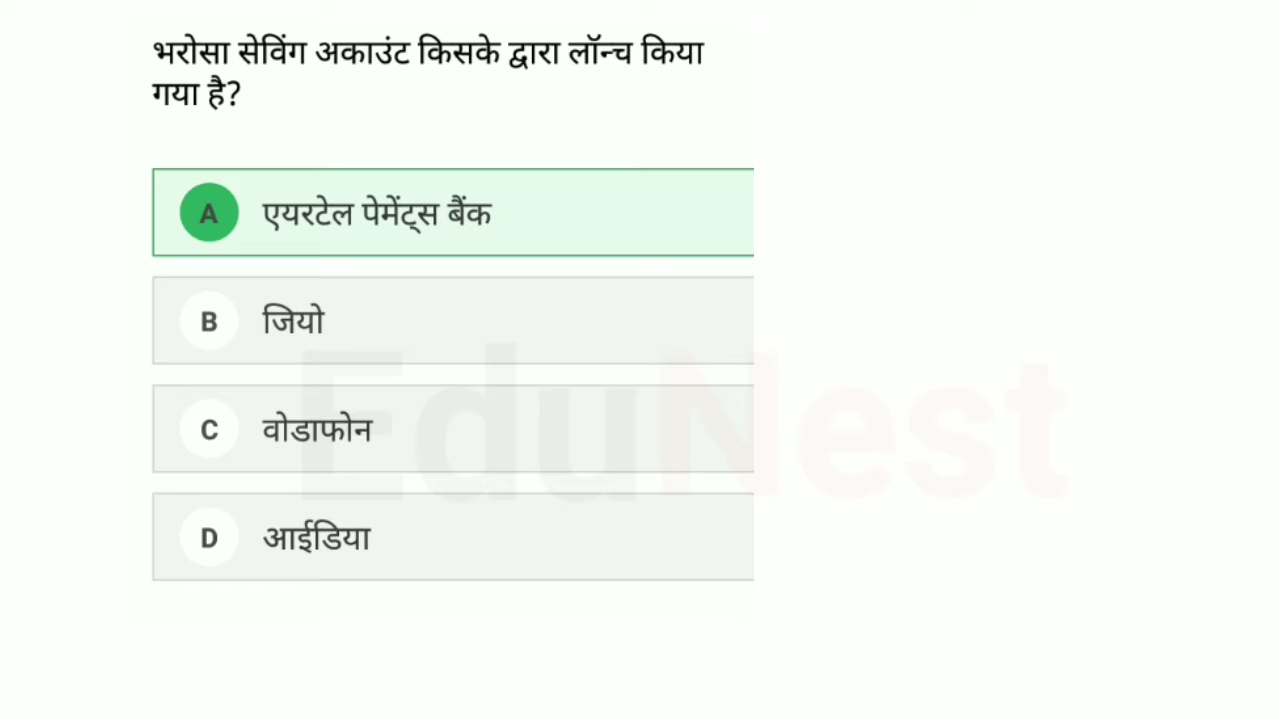 भरोसा सेविंग अकाउंट किसके द्वारा लॉन्च किया
गया है?
A एयरटेल पेमेंट्स बैंक
B जियो
C वोडाफोन
D आईडिया
EduNest